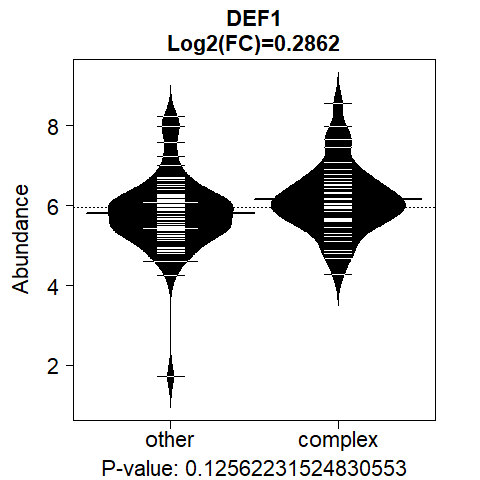 DEF1
Log2(FC)=0.2862
Abundance
8
6
4
2
other complex
P-value: 0.12562231524830553